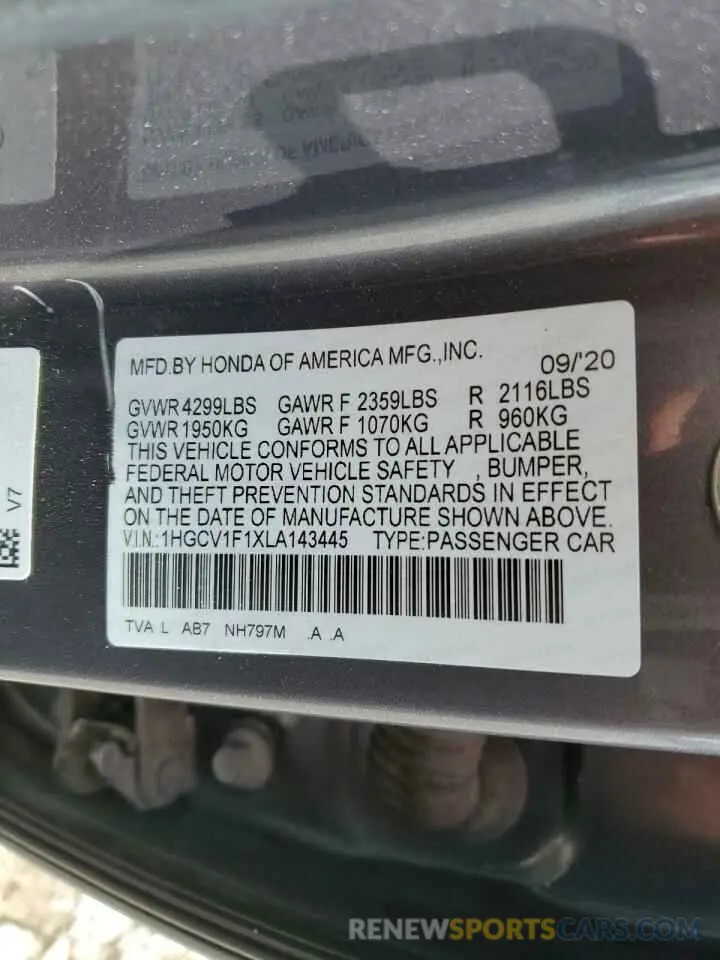 MFD.BY HONDA OF AMERICA MFG.,INC. 09/'20
GVWR 4299LBS GAWR F 2359LBS R 2116LBS
GVWR 1950KG GAWR F 1070KG R 960KG
THIS VEHICLE CONFORMS TO ALL APPLICABLE
FEDERAL MOTOR VEHICLE SAFETY , BUMPER,
AND THEFT PREVENTION STANDARDS IN EFFECT
ON THE DATE OF MANUFACTURE SHOWN ABOVE.
V.I.N.:1HGCV1F1XLA143445 TYPE:PASSENGER CAR
TVA L AB7 NH797M .A .A
V7
RENEWSPORTSCARS.COM